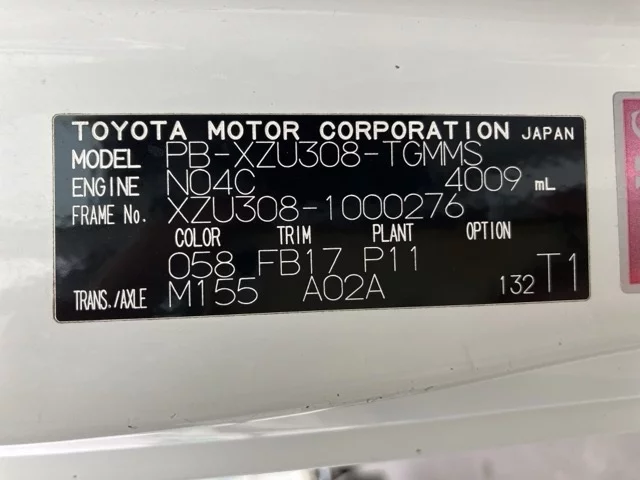 TOYOTA MOTOR CORPORATION JAPAN
MODEL PB-XZU308-TGMMS
ENGINE N04C 4009 mL
FRAME No. XZU308-1000276
COLOR TRIM PLANT OPTION
058 FB17 P11
TRANS./AXLE M155 A02A 132 T1